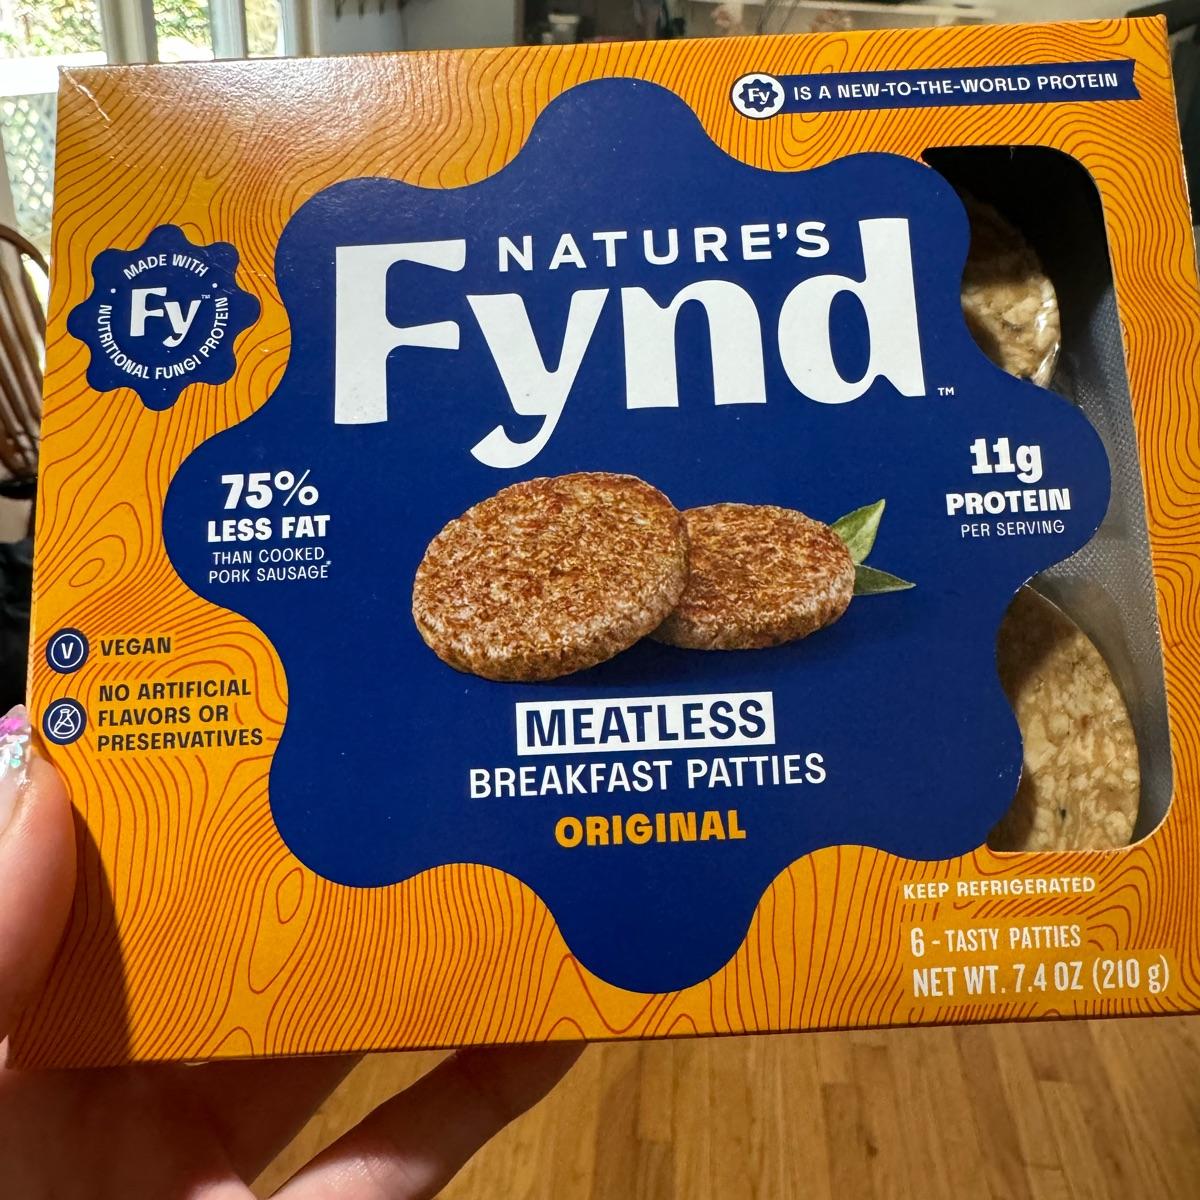 Fy IS A NEW-TO-THE-WORLD PROTEIN
NATURE'S
Fynd™
MADE WITH
Fy™
NUTRITIONAL FUNGI PROTEIN
75%
LESS FAT
THAN COOKED
PORK SAUSAGE*
11g
PROTEIN
PER SERVING
V VEGAN
NO ARTIFICIAL
FLAVORS OR
PRESERVATIVES
MEATLESS
BREAKFAST PATTIES
ORIGINAL
KEEP REFRIGERATED
6 - TASTY PATTIES
NET WT. 7.4 OZ (210 g)